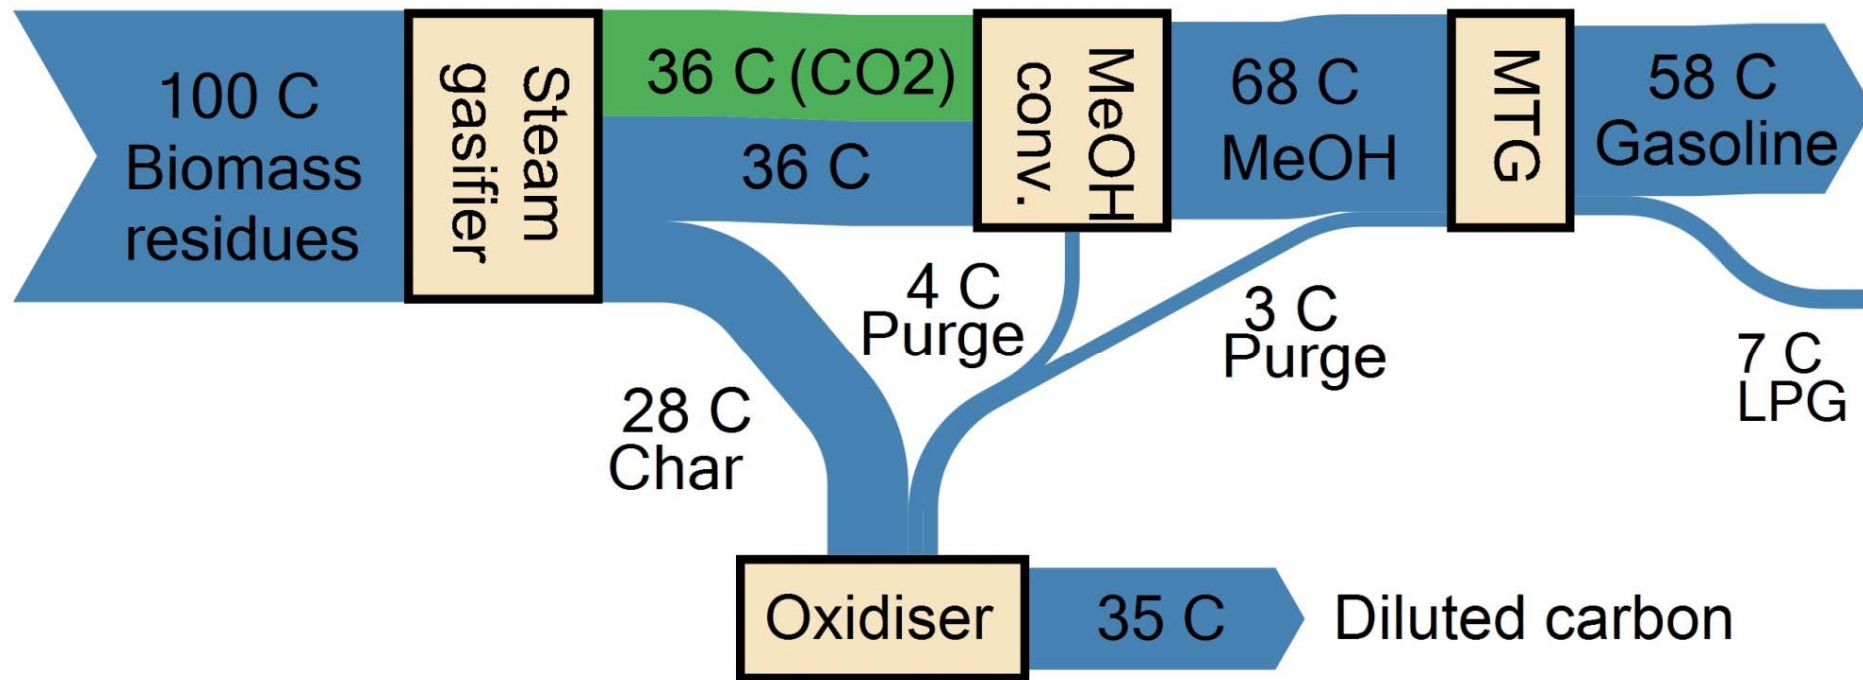 100 C
Biomass
residues
Steam
gasifier
36 C (CO2)
36 C
MeOH
conv.
68 C
MeOH
MTG
58 C
Gasoline
4 C
Purge
3 C
Purge
7 C
LPG
28 C
Char
Oxidiser
35 C
Diluted carbon